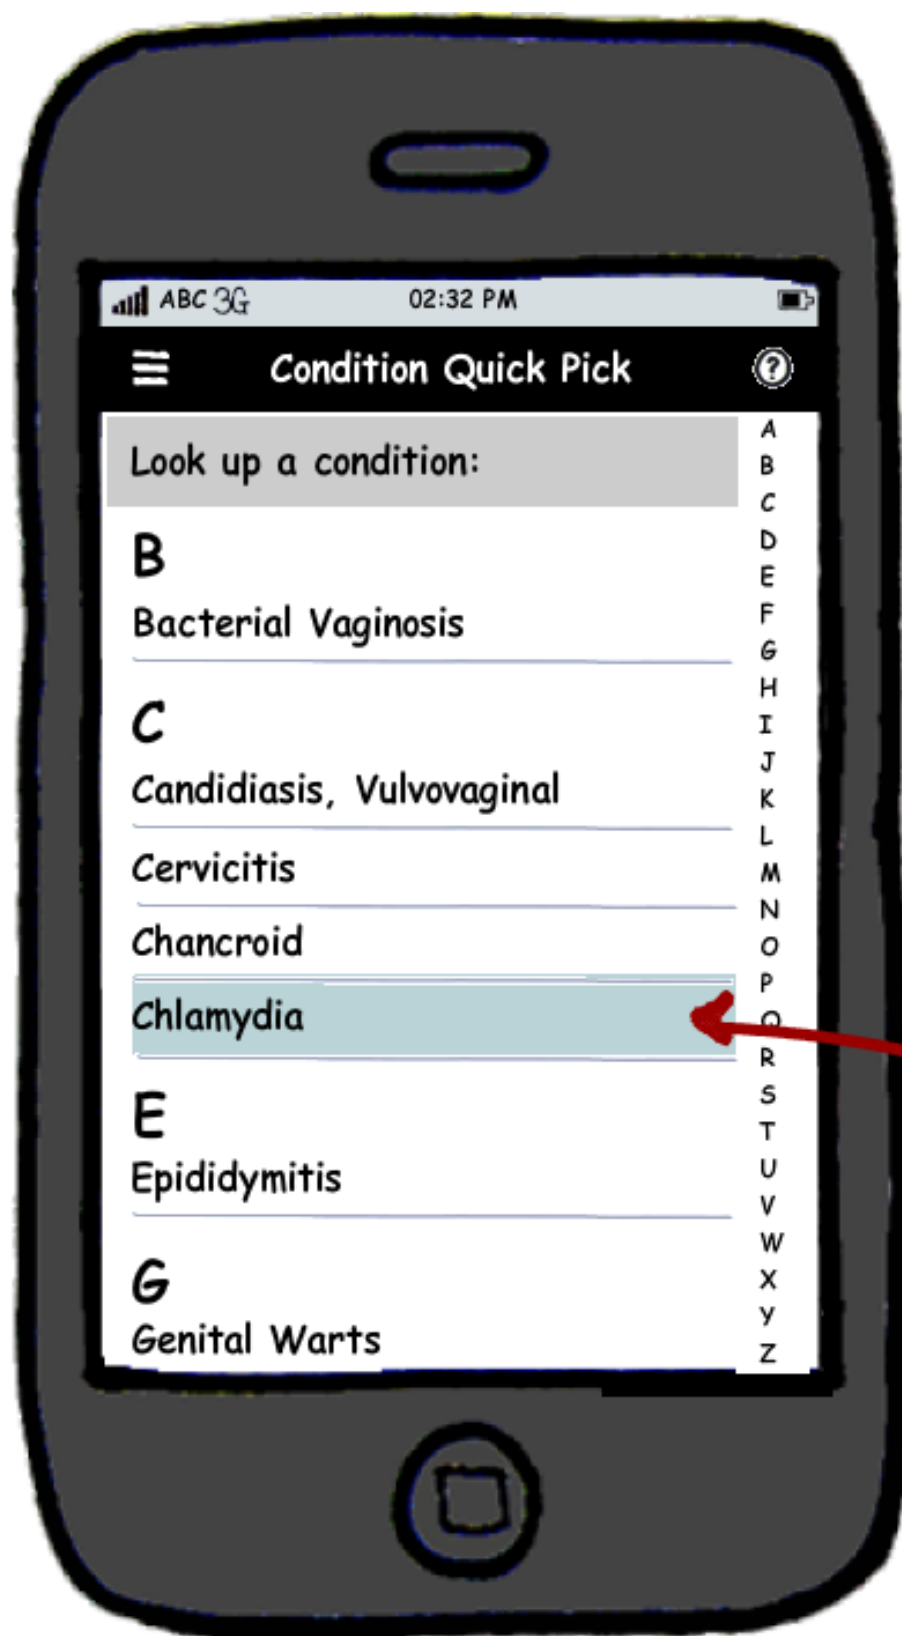 ABC 3G 02:32 PM
Condition Quick Pick ?
Look up a condition:
B
Bacterial Vaginosis
C
Candidiasis, Vulvovaginal
Cervicitis
Chancroid
Chlamydia
E
Epididymitis
G
Genital Warts
A
B
C
D
E
F
G
H
I
J
K
L
M
N
O
P
Q
R
S
T
U
V
W
X
Y
Z